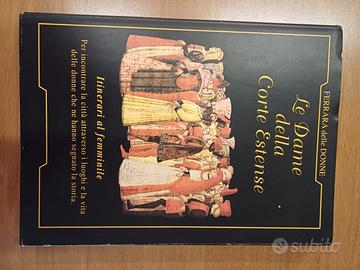 FERRARA delle DONNE
Le Dame
della
Corte Estense
Itinerari al femminile
Per incontrare la città attraverso i luoghi e la vita
delle donne che ne hanno segnato la storia.
subito